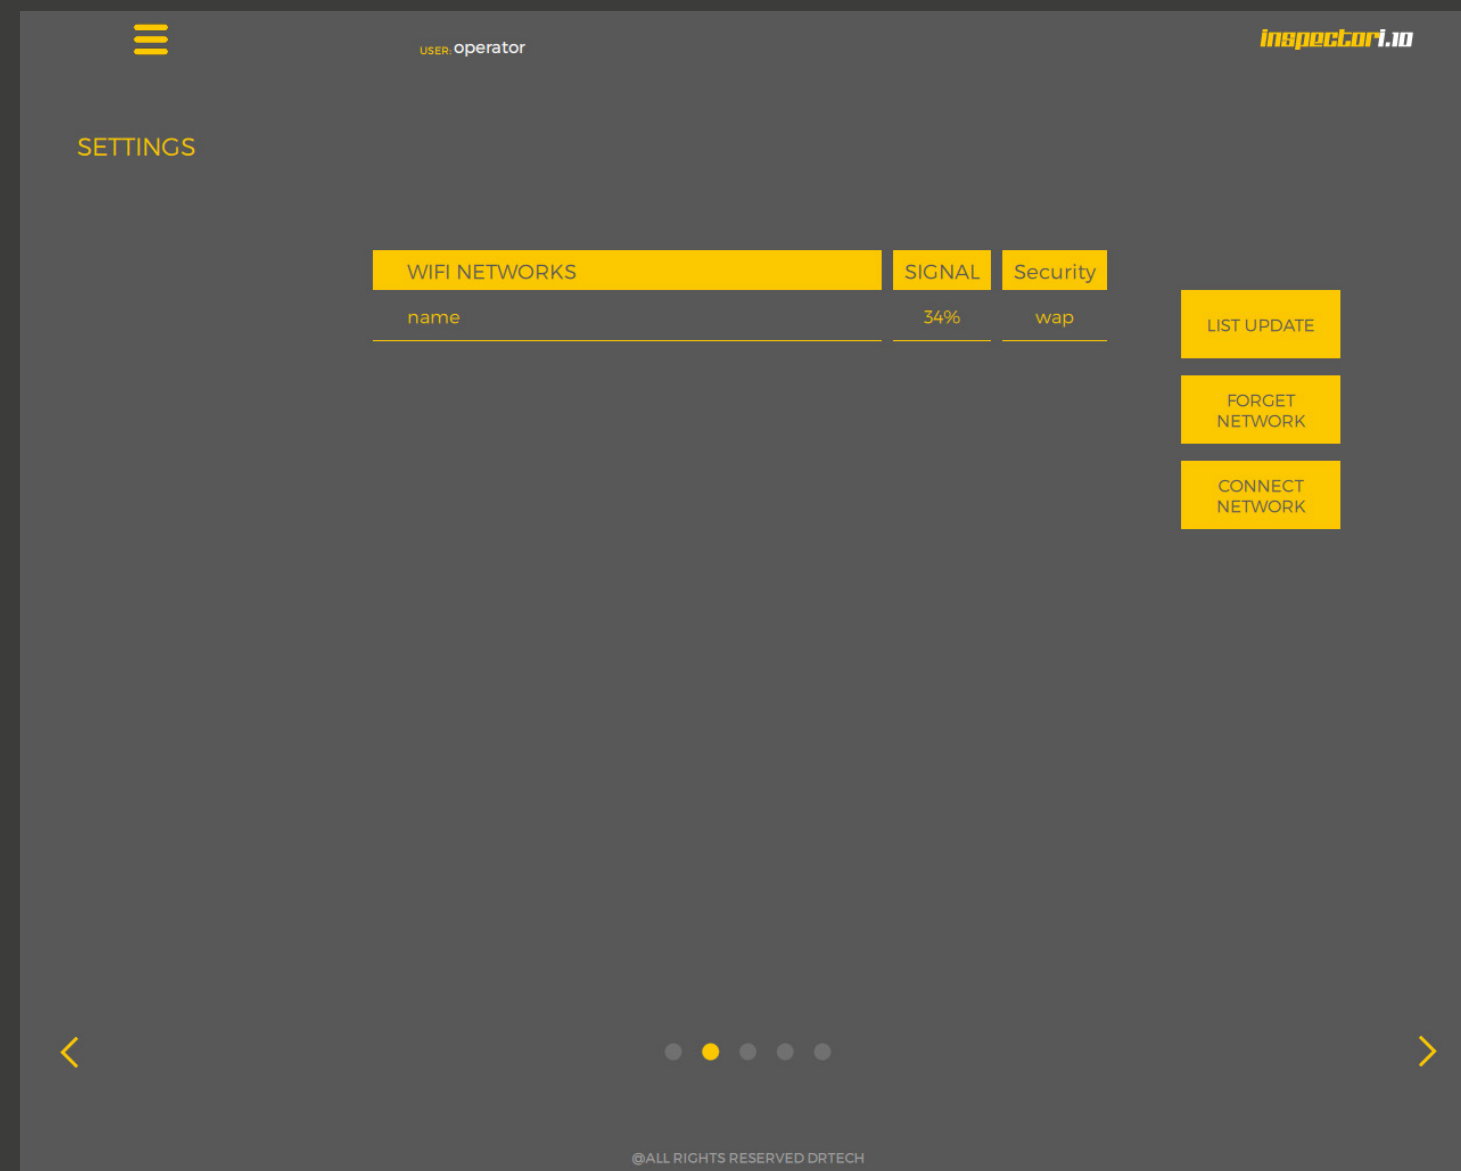 USER: operator
inspectori.10
SETTINGS
WIFI NETWORKS SIGNAL Security
name 34% wap
LIST UPDATE
FORGET
NETWORK
CONNECT
NETWORK
@ALL RIGHTS RESERVED DRTECH